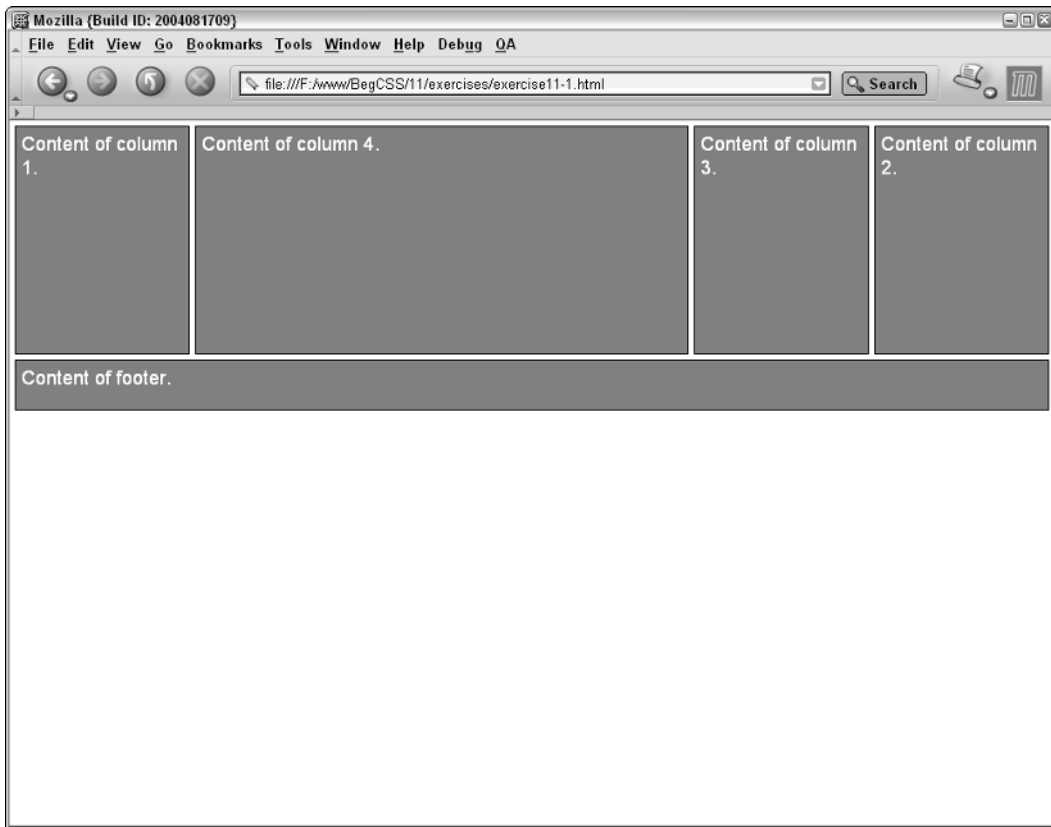 Mozilla {Build ID: 2004081709}
File Edit View Go Bookmarks Tools Window Help Debug QA
file:///F:/www/BegCSS/11/exercises/exercise11-1.html Search
Content of column
1.
Content of column 4.
Content of column
3.
Content of column
2.
Content of footer.